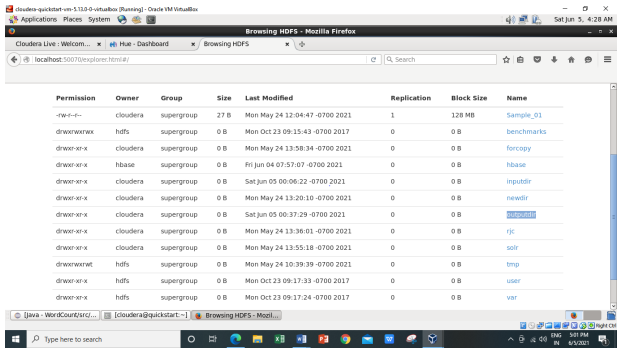 cloudera-quickstart-vm-5.13.0-0-virtualbox [Running] - Oracle VM VirtualBox
Applications Places System Sat Jun 5, 4:28 AM
Browsing HDFS - Mozilla Firefox
Cloudera Live : Welcom... Hue - Dashboard Browsing HDFS
localhost:50070/explorer.html#/ Search
Permission Owner Group Size Last Modified Replication Block Size Name
-rw-r--r-- cloudera supergroup 27 B Mon May 24 12:04:47 -0700 2021 1 128 MB Sample_01
drwxrwxrwx hdfs supergroup 0 B Mon Oct 23 09:15:43 -0700 2017 0 0 B benchmarks
drwxr-xr-x cloudera supergroup 0 B Mon May 24 13:58:34 -0700 2021 0 0 B forcopy
drwxr-xr-x hbase supergroup 0 B Fri Jun 04 07:57:07 -0700 2021 0 0 B hbase
drwxr-xr-x cloudera supergroup 0 B Sat Jun 05 00:06:22 -0700 2021 0 0 B inputdir
drwxr-xr-x cloudera supergroup 0 B Mon May 24 13:20:10 -0700 2021 0 0 B newdir
drwxr-xr-x cloudera supergroup 0 B Sat Jun 05 00:37:29 -0700 2021 0 0 B outputdir
drwxr-xr-x cloudera supergroup 0 B Mon May 24 13:36:01 -0700 2021 0 0 B rjc
drwxr-xr-x cloudera supergroup 0 B Mon May 24 13:55:18 -0700 2021 0 0 B solr
drwxrwxrwt hdfs supergroup 0 B Mon May 24 10:39:39 -0700 2021 0 0 B tmp
drwxr-xr-x hdfs supergroup 0 B Mon Oct 23 09:17:33 -0700 2017 0 0 B user
drwxr-xr-x hdfs supergroup 0 B Mon Oct 23 09:17:24 -0700 2017 0 0 B var
[Java - WordCount/src/... [cloudera@quickstart:~] Browsing HDFS - Mozil...
Right Ctrl
Type here to search ENG 5:01 PM
IN 6/5/2021